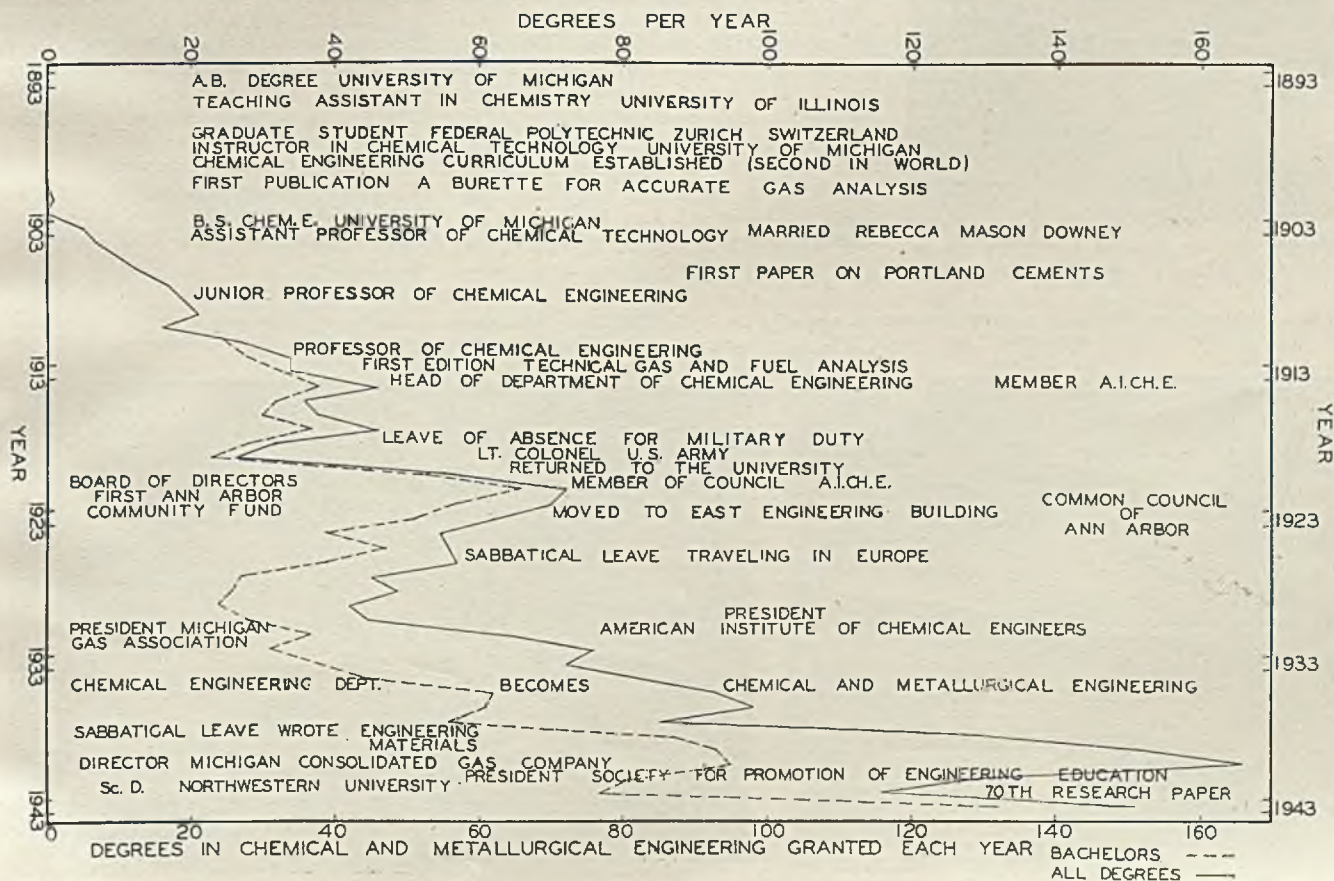 DEGREES PER YEAR
0 20 40 60 80 100 120 140 160
1893 A.B. DEGREE UNIVERSITY OF MICHIGAN 1893
TEACHING ASSISTANT IN CHEMISTRY UNIVERSITY OF ILLINOIS
GRADUATE STUDENT FEDERAL POLYTECHNIC ZURICH SWITZERLAND
INSTRUCTOR IN CHEMICAL TECHNOLOGY UNIVERSITY OF MICHIGAN
CHEMICAL ENGINEERING CURRICULUM ESTABLISHED (SECOND IN WORLD)
FIRST PUBLICATION A BURETTE FOR ACCURATE GAS ANALYSIS
1903 B.S. CHEM.E. UNIVERSITY OF MICHIGAN 1903
ASSISTANT PROFESSOR OF CHEMICAL TECHNOLOGY MARRIED REBECCA MASON DOWNEY
FIRST PAPER ON PORTLAND CEMENTS
JUNIOR PROFESSOR OF CHEMICAL ENGINEERING
PROFESSOR OF CHEMICAL ENGINEERING
1913 FIRST EDITION TECHNICAL GAS AND FUEL ANALYSIS 1913
HEAD OF DEPARTMENT OF CHEMICAL ENGINEERING MEMBER A.I.CH.E.
YEAR YEAR
LEAVE OF ABSENCE FOR MILITARY DUTY
LT. COLONEL U.S. ARMY
RETURNED TO THE UNIVERSITY
BOARD OF DIRECTORS MEMBER OF COUNCIL A.I.CH.E.
FIRST ANN ARBOR
COMMUNITY FUND MOVED TO EAST ENGINEERING BUILDING
COMMON COUNCIL
OF
ANN ARBOR
1923 1923
SABBATICAL LEAVE TRAVELING IN EUROPE
PRESIDENT
AMERICAN INSTITUTE OF CHEMICAL ENGINEERS
PRESIDENT MICHIGAN
GAS ASSOCIATION
1933 1933
CHEMICAL ENGINEERING DEPT. BECOMES CHEMICAL AND METALLURGICAL ENGINEERING
SABBATICAL LEAVE WROTE ENGINEERING
MATERIALS
DIRECTOR MICHIGAN CONSOLIDATED GAS COMPANY
PRESIDENT SOCIETY FOR PROMOTION OF ENGINEERING EDUCATION
Sc. D. NORTHWESTERN UNIVERSITY 70TH RESEARCH PAPER
1943 1943
0 20 40 60 80 100 120 140 160
DEGREES IN CHEMICAL AND METALLURGICAL ENGINEERING GRANTED EACH YEAR
BACHELORS
ALL DEGREES